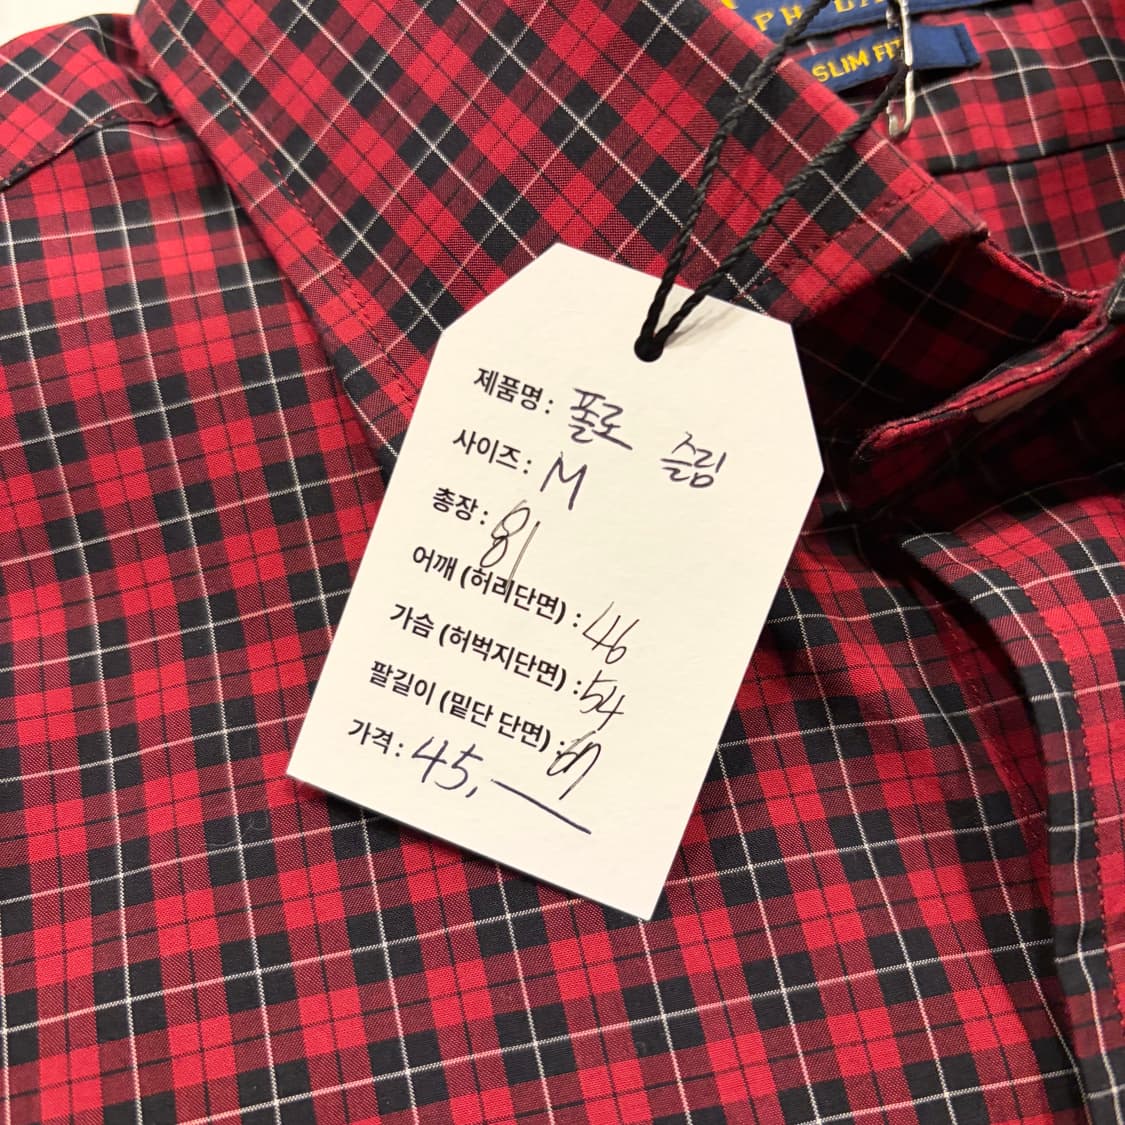 SLIM FIT
제품명 : 폴로 슬림
사이즈 : M
총장 : 81
어깨 (허리단면) : 46
가슴 (허벅지단면) : 54
팔길이 (밑단 단면) : 67
가격 : 45,—